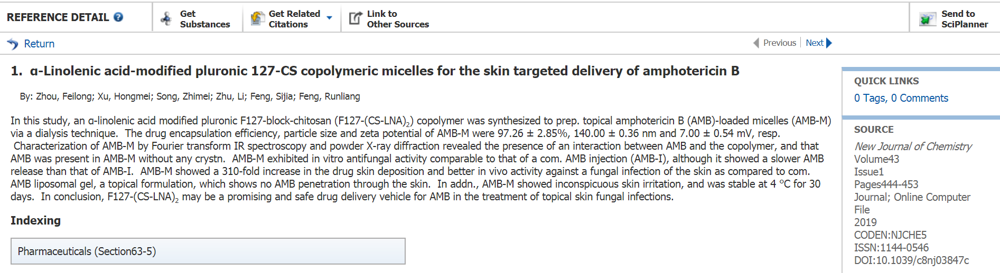 REFERENCE DETAIL ?
Get
Substances
Get Related
Citations
Link to
Other Sources
Send to
SciPlanner
Return
Previous
Next
1. α-Linolenic acid-modified pluronic 127-CS copolymeric micelles for the skin targeted delivery of amphotericin B
By: Zhou, Feilong; Xu, Hongmei; Song, Zhimei; Zhu, Li; Feng, Sijia; Feng, Runliang
In this study, an α-linolenic acid modified pluronic F127-block-chitosan (F127-(CS-LNA)2) copolymer was synthesized to prep. topical amphotericin B (AMB)-loaded micelles (AMB-M)
via a dialysis technique. The drug encapsulation efficiency, particle size and zeta potential of AMB-M were 97.26 ± 2.85%, 140.00 ± 0.36 nm and 7.00 ± 0.54 mV, resp.
Characterization of AMB-M by Fourier transform IR spectroscopy and powder X-ray diffraction revealed the presence of an interaction between AMB and the copolymer, and that
AMB was present in AMB-M without any crystn. AMB-M exhibited in vitro antifungal activity comparable to that of a com. AMB injection (AMB-I), although it showed a slower AMB
release than that of AMB-I. AMB-M showed a 310-fold increase in the drug skin deposition and better in vivo activity against a fungal infection of the skin as compared to com.
AMB liposomal gel, a topical formulation, which shows no AMB penetration through the skin. In addn., AMB-M showed inconspicuous skin irritation, and was stable at 4 °C for 30
days. In conclusion, F127-(CS-LNA)2 may be a promising and safe drug delivery vehicle for AMB in the treatment of topical skin fungal infections.
Indexing
Pharmaceuticals (Section63-5)
QUICK LINKS
0 Tags, 0 Comments
SOURCE
New Journal of Chemistry
Volume43
Issue1
Pages444-453
Journal; Online Computer
File
2019
CODEN:NJCHE5
ISSN:1144-0546
DOI:10.1039/c8nj03847c